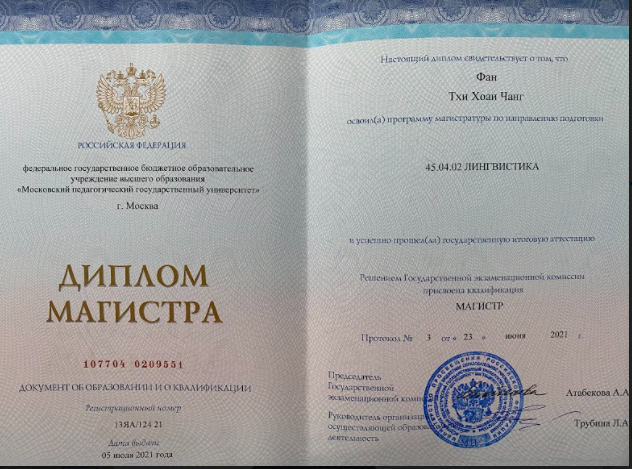 РОССИЙСКАЯ ФЕДЕРАЦИЯ
федеральное государственное бюджетное образовательное
учреждение высшего образования
«Московский педагогический государственный университет»
г. Москва
ДИПЛОМ
МАГИСТРА
107704 0209551
ДОКУМЕНТ ОБ ОБРАЗОВАНИИ И О КВАЛИФИКАЦИИ
Регистрационный номер
13ЯА/124 21
Дата выдачи
05 июля 2021 года
Настоящий диплом свидетельствует о том, что
Фан
Тхи Хоаи Чанг
освоил(а) программу магистратуры по направлению подготовки
45.04.02 ЛИНГВИСТИКА
и успешно прошел(ла) государственную итоговую аттестацию
Решением Государственной экзаменационной комиссии
присвоена квалификация
МАГИСТР
Протокол № 3 от « 23 » июня 2021 г.
Председатель
Государственной
экзаменационной Атабекова А.А
Руководитель
осуществляющей Трубина Л.А
деятельность